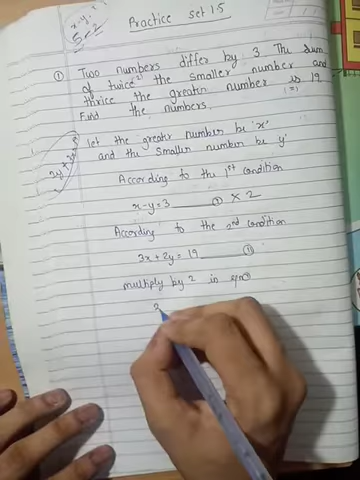 Practice set 1.5
① Two numbers differ by 3. The sum
of twice the smaller number and
thrice the greater number is 19
(=)
Find the numbers.
let the greater number be 'x'
and the smaller number be 'y'
According to the 1st condition
x-y=3 ① × 2
According to the 2nd condition
3x+2y=19 ②
multiply by 2 in eqn①